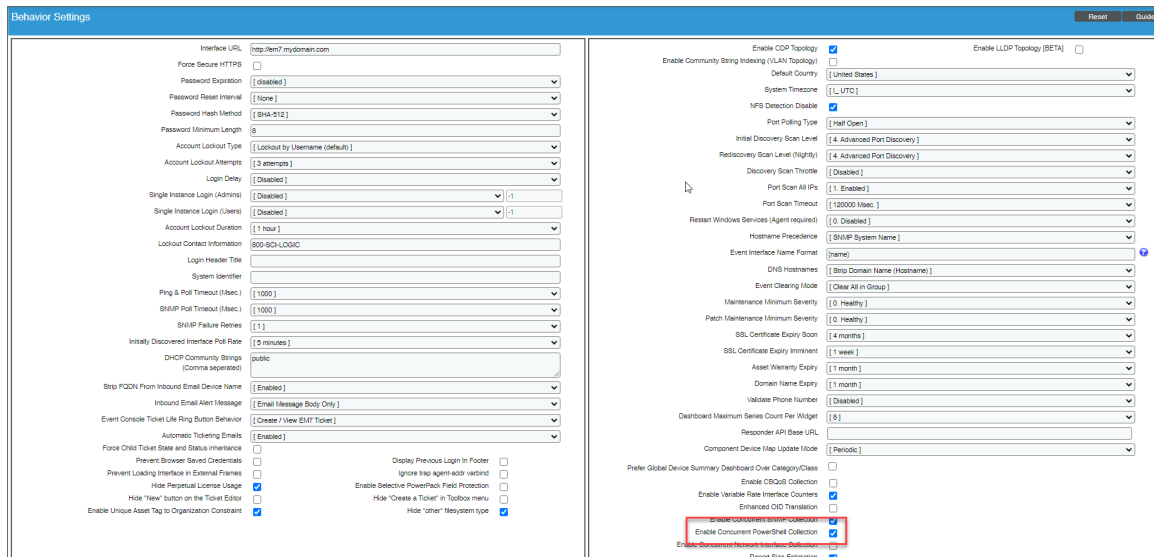 Behavior Settings
Reset
Guide
Interface URL
http://em7.mydomain.com
Force Secure HTTPS
Password Expiration
[ disabled ]
Password Reset Interval
[ None ]
Password Hash Method
[ SHA-512 ]
Password Minimum Length
8
Account Lockout Type
[ Lockout by Username (default) ]
Account Lockout Attempts
[ 3 attempts ]
Login Delay
[ Disabled ]
Single Instance Login (Admins)
[ Disabled ]
-1
Single Instance Login (Users)
[ Disabled ]
-1
Account Lockout Duration
[ 1 hour ]
Lockout Contact Information
800-SCI-LOGIC
Login Header Title
System Identifier
Ping & Poll Timeout (Msec.)
[ 1000 ]
SNMP Poll Timeout (Msec.)
[ 1000 ]
SNMP Failure Retries
[ 1 ]
Initially Discovered Interface Poll Rate
[ 5 minutes ]
DHCP Community Strings
(Comma seperated)
public
Strip FQDN From Inbound Email Device Name
[ Enabled ]
Inbound Email Alert Message
[ Email Message Body Only ]
Event Console Ticket Life Ring Button Behavior
[ Create / View EM7 Ticket ]
Automatic Ticketing Emails
[ Enabled ]
Force Child Ticket State and Status inheritance
Prevent Browser Saved Credentials
Display Previous Login In Footer
Prevent Loading Interface in External Frames
Ignore trap agent-addr varbind
Hide Perpetual License Usage
Enable Selective PowerPack Field Protection
Hide "New" button on the Ticket Editor
Hide "Create a Ticket" in Toolbox menu
Enable Unique Asset Tag to Organization Constraint
Hide "other" filesystem type
Enable CDP Topology
Enable LLDP Topology [BETA]
Enable Community String Indexing (VLAN Topology)
Default Country
[ United States ]
System Timezone
[ |_ UTC ]
NFS Detection Disable
Port Polling Type
[ Half Open ]
Initial Discovery Scan Level
[ 4. Advanced Port Discovery ]
Rediscovery Scan Level (Nightly)
[ 4. Advanced Port Discovery ]
Discovery Scan Throttle
[ Disabled ]
Port Scan All IPs
[ 1. Enabled ]
Port Scan Timeout
[ 120000 Msec. ]
Restart Windows Services (Agent required)
[ 0. Disabled ]
Hostname Precedence
[ SNMP System Name ]
Event Interface Name Format
{name}
DNS Hostnames
[ Strip Domain Name (Hostname) ]
Event Clearing Mode
[ Clear All in Group ]
Maintenance Minimum Severity
[ 0. Healthy ]
Patch Maintenance Minimum Severity
[ 0. Healthy ]
SSL Certificate Expiry Soon
[ 4 months ]
SSL Certificate Expiry Imminent
[ 1 week ]
Asset Warranty Expiry
[ 1 month ]
Domain Name Expiry
[ 1 month ]
Validate Phone Number
[ Disabled ]
Dashboard Maximum Series Count Per Widget
[ 8 ]
Responder API Base URL
Component Device Map Update Mode
[ Periodic ]
Prefer Global Device Summary Dashboard Over Category/Class
Enable CBQoS Collection
Enable Variable Rate Interface Counters
Enhanced OID Translation
Enable Concurrent SNMP Collection
Enable Concurrent PowerShell Collection
Enable Concurrent Network Interface Collection
Report Size Estimation